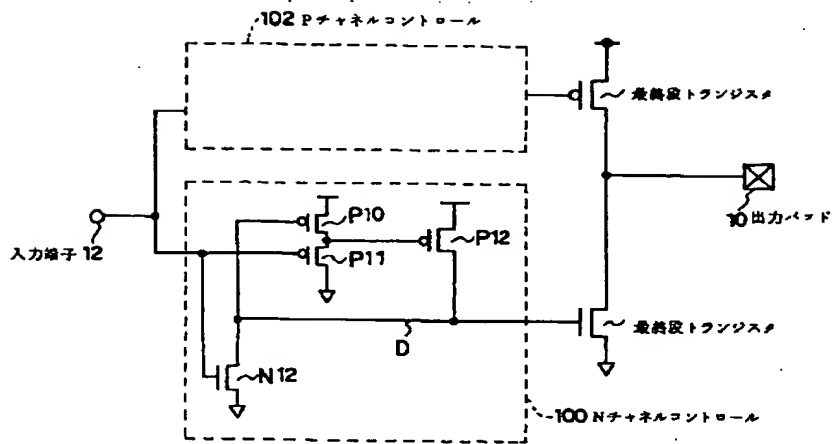 102 Pチャネルコントロール
最終段トランジスタ
P10
P12
P11
10 出力パッド
入力端子 12
D
最終段トランジスタ
N12
100 Nチャネルコントロール